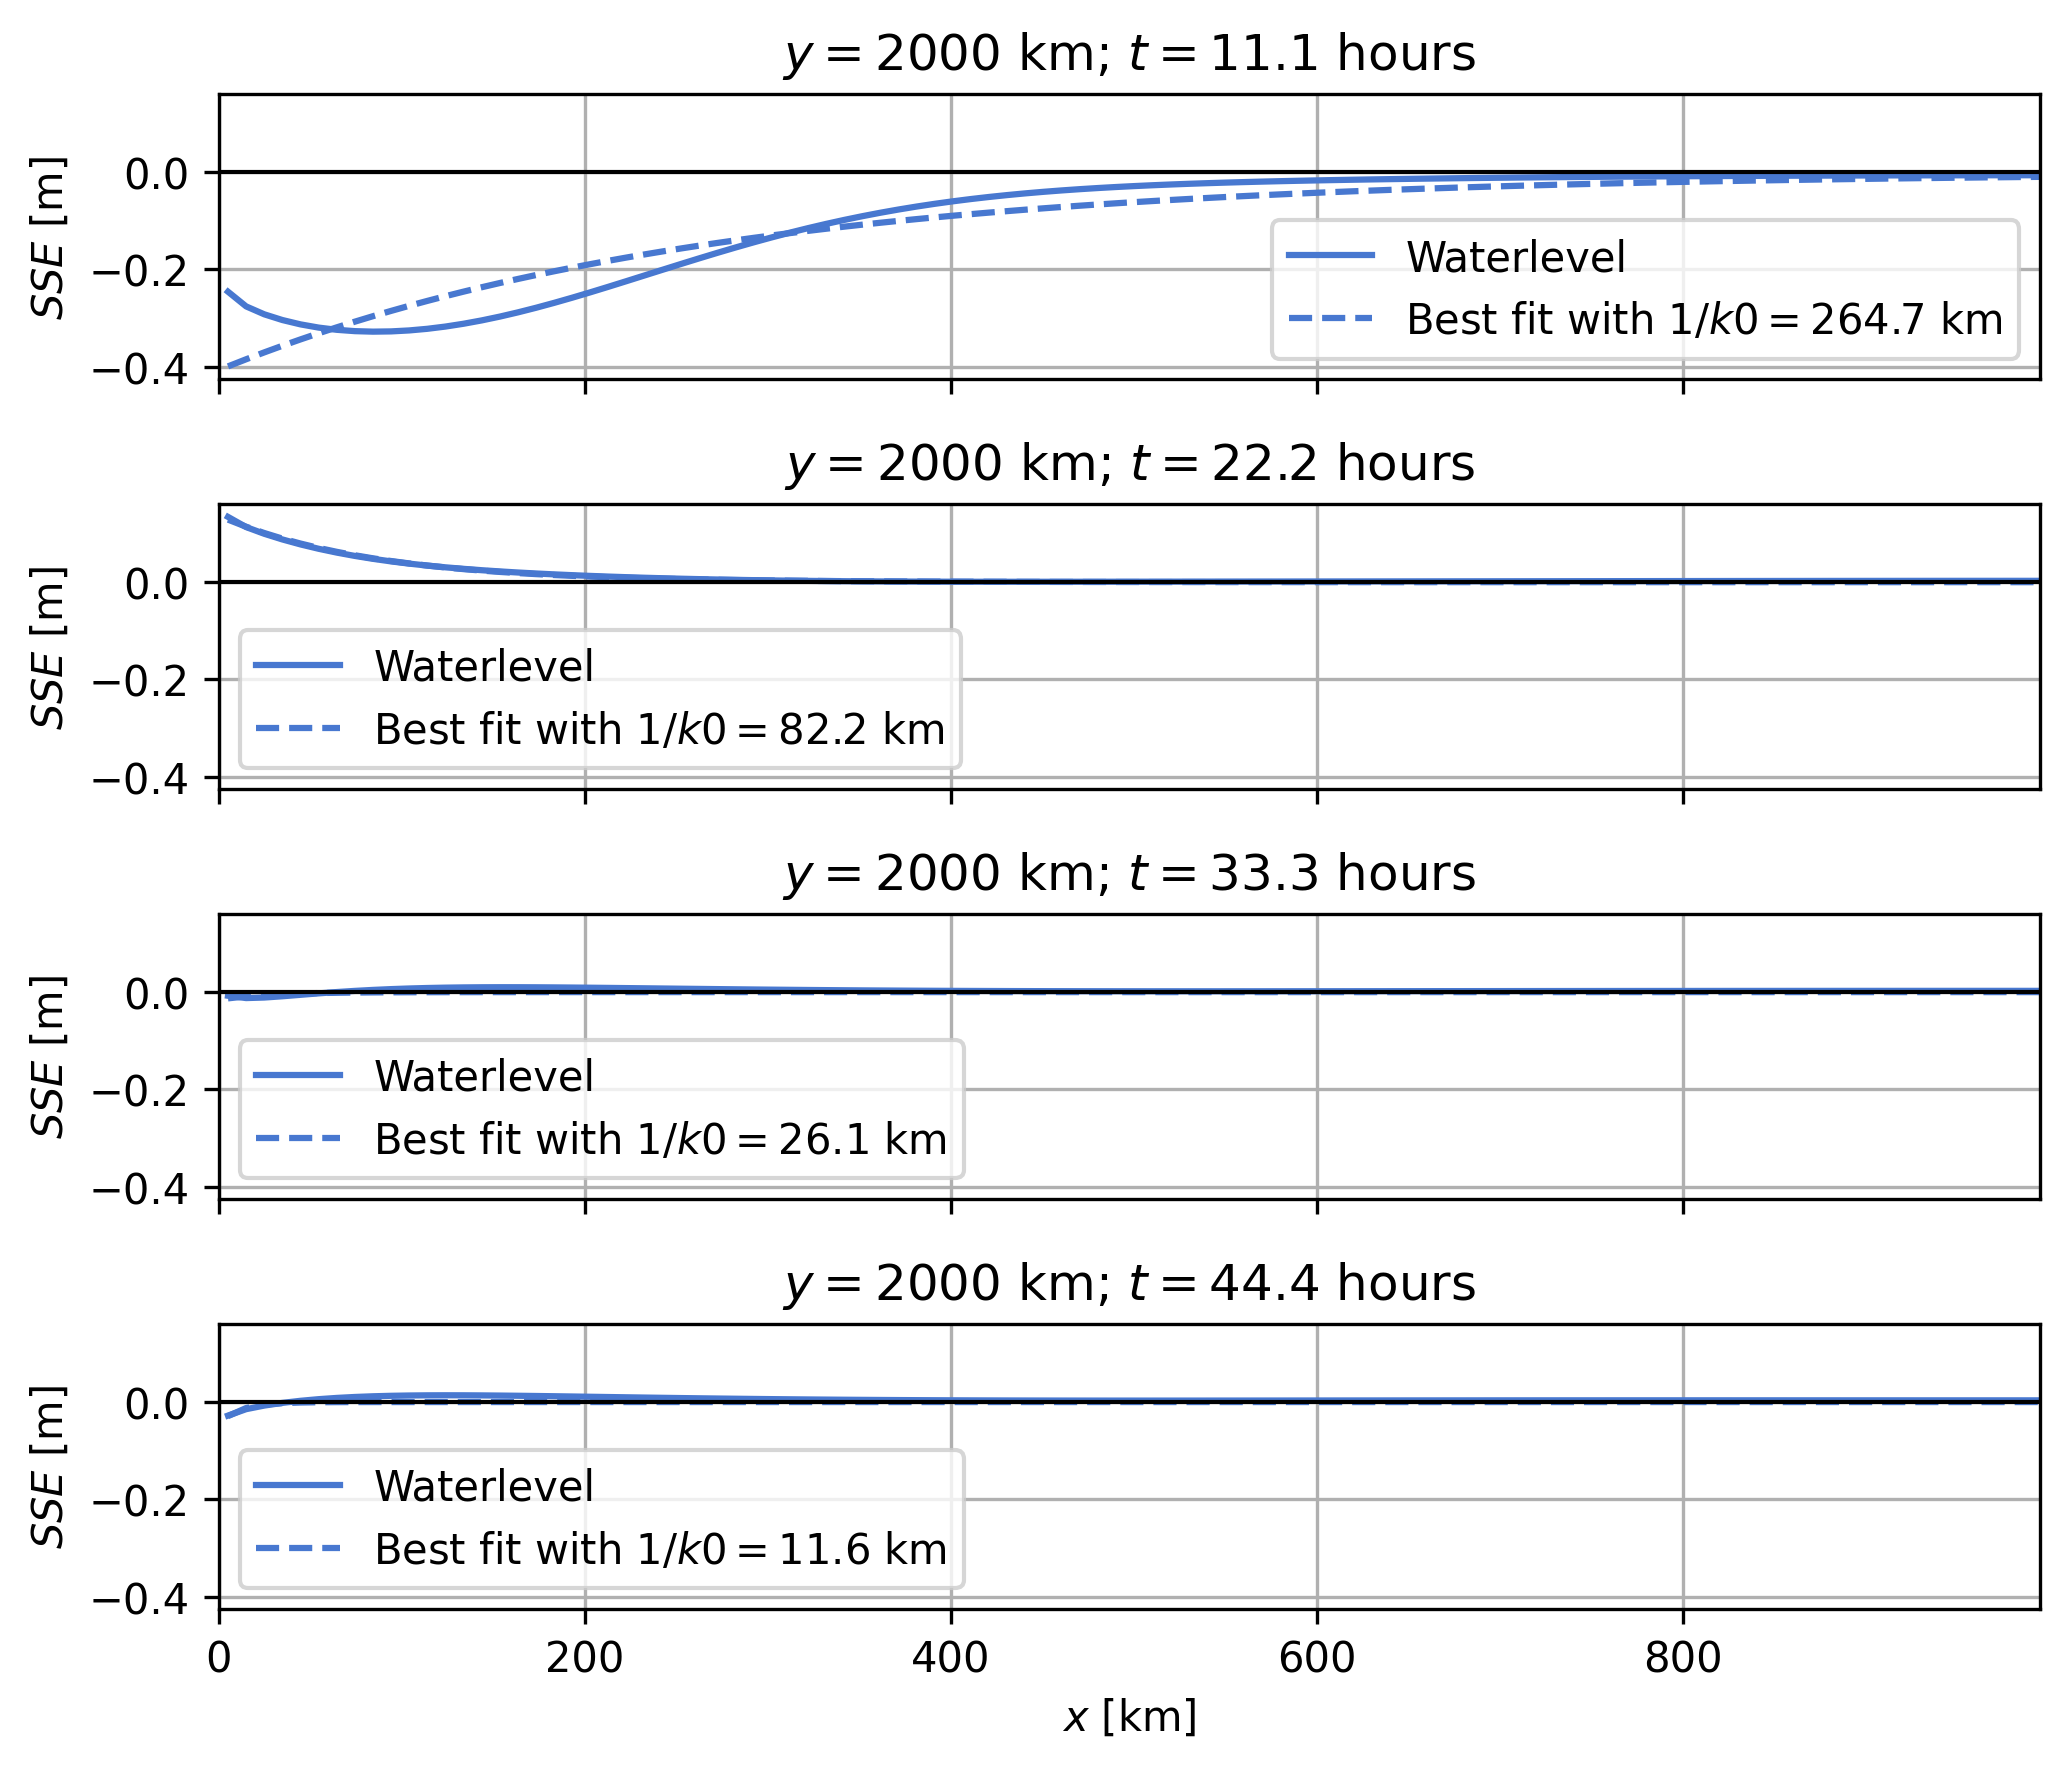 y = 2000 km; t = 11.1 hours
SSE [m]
0.0
−0.2
−0.4
Waterlevel
Best fit with 1/k0 = 264.7 km
y = 2000 km; t = 22.2 hours
SSE [m]
0.0
−0.2
−0.4
Waterlevel
Best fit with 1/k0 = 82.2 km
y = 2000 km; t = 33.3 hours
SSE [m]
0.0
−0.2
−0.4
Waterlevel
Best fit with 1/k0 = 26.1 km
y = 2000 km; t = 44.4 hours
SSE [m]
0.0
−0.2
−0.4
Waterlevel
Best fit with 1/k0 = 11.6 km
0 200 400 600 800
x [km]